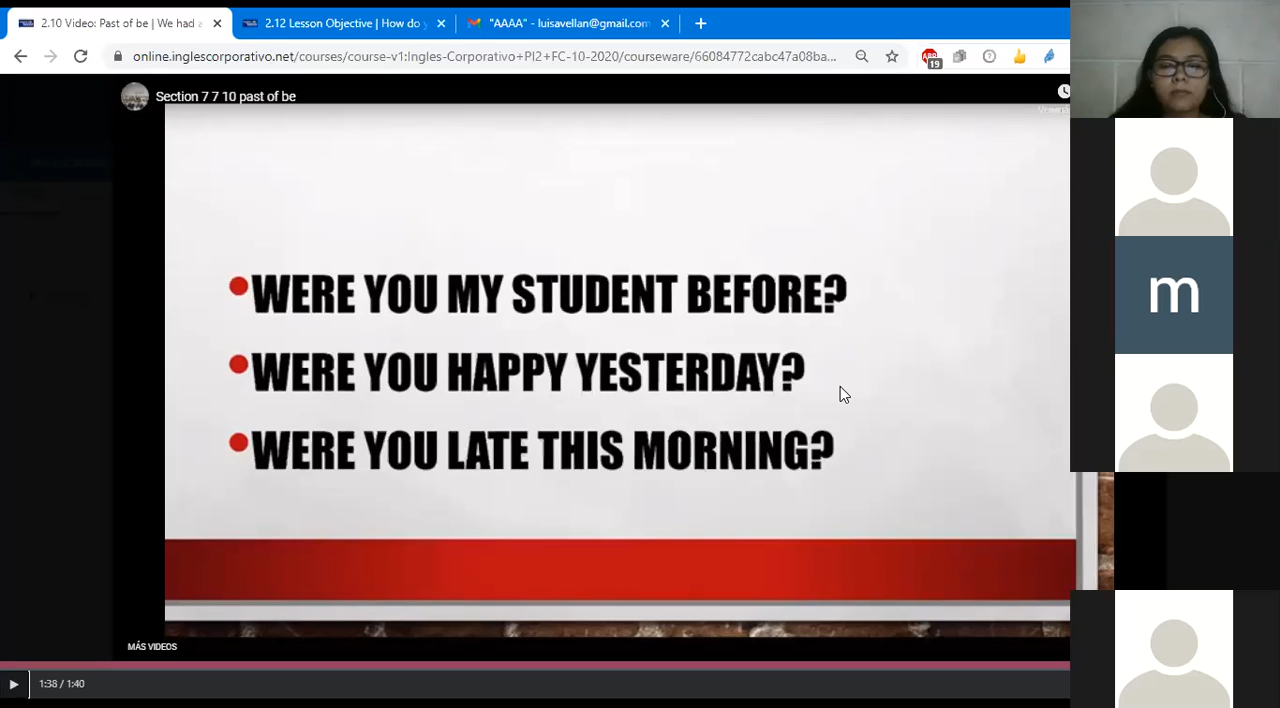 2.10 Video: Past of be | We had a
2.12 Lesson Objective | How do y
"AAAA" - luisavellan@gmail.com
online.inglescorporativo.net/courses/course-v1:Ingles-Corporativo+PI2+FC-10-2020/courseware/66084772cabc47a08ba...
ABP
19
Section 7 7 10 past of be
•WERE YOU MY STUDENT BEFORE?
•WERE YOU HAPPY YESTERDAY?
•WERE YOU LATE THIS MORNING?
m
MÁS VIDEOS
1:38 / 1:40